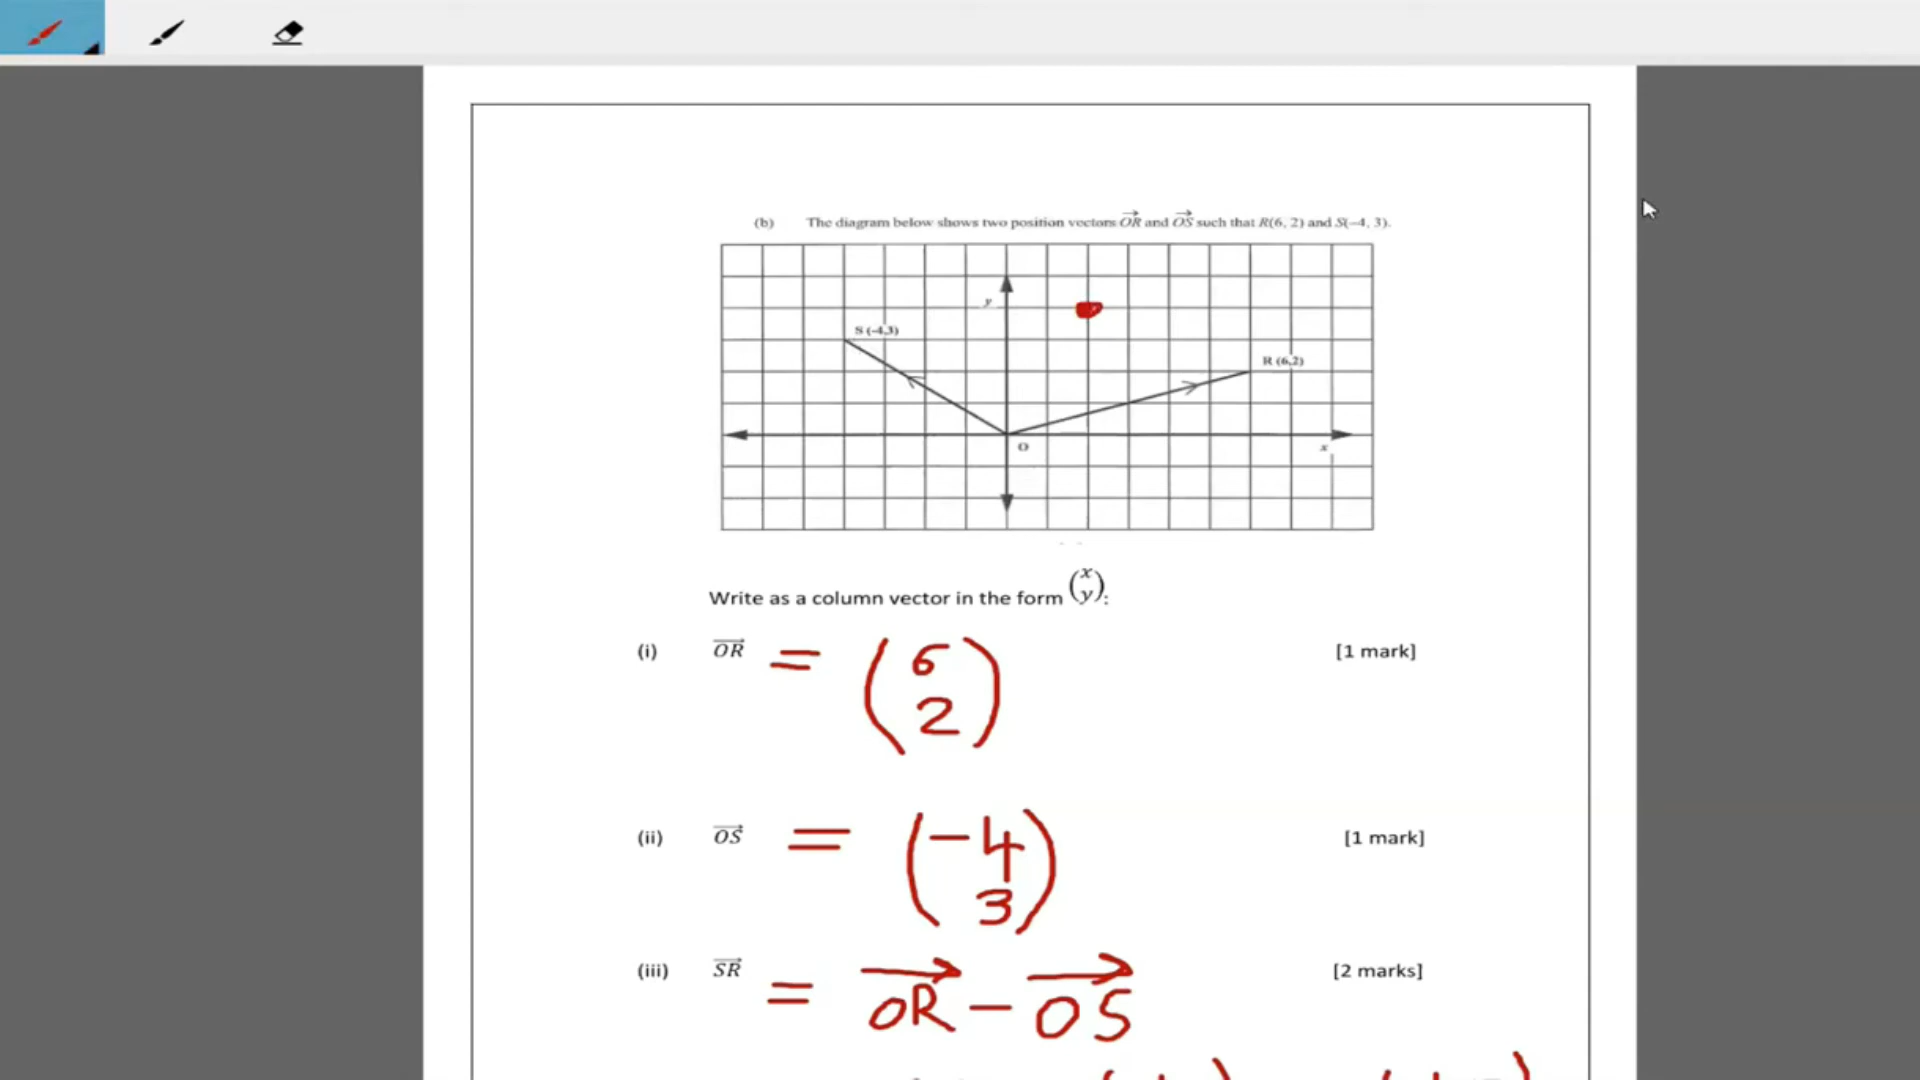 (b) The diagram below shows two position vectors OR and OS such that R(6, 2) and S(−4, 3).
y
S (-4,3)
R (6,2)
O
x
Write as a column vector in the form (x y):
(i) OR = (6 2) [1 mark]
(ii) OS = (-4 3) [1 mark]
(iii) SR = OR - OS [2 marks]